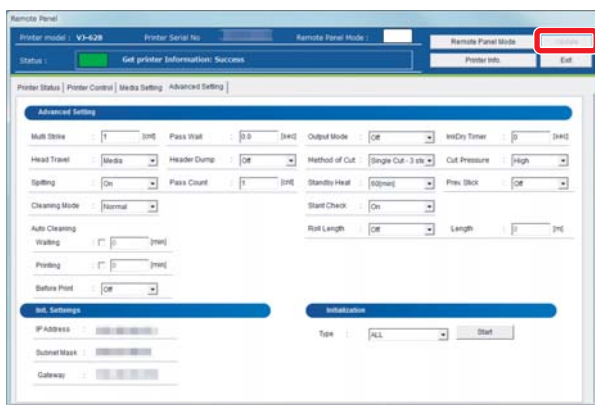 Remote Panel
Printer model : VJ-628 Printer Serial No Remote Panel Mode : Remote Panel Mode Update
Status : Get printer Information: Success Printer Info. Exit
Printer Status Printer Control Media Setting Advanced Setting
Advanced Setting
Multi Strike : 1 [cnt] Pass Wait : 0.0 [sec] Output Mode : Off InkDry Timer : 0 [sec]
Head Travel : Media Header Dump : Off Method of Cut : Single Cut - 3 ste Cut Pressure : High
Spitting : On Pass Count : 1 [cnt] Standby Heat : 60[min] Prev. Stick : Off
Cleaning Mode : Normal Slant Check : On
Auto Cleaning Roll Length : Off Length : 0 [m]
Waiting : 0 [min]
Printing : 0 [min]
Before Print : Off
Init. Setteings Initialization
IP Address : Type : ALL Start
Subnet Mask :
Gateway :